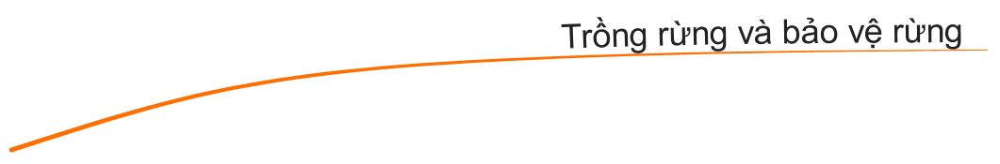 Trồng rừng và bảo vệ rừng